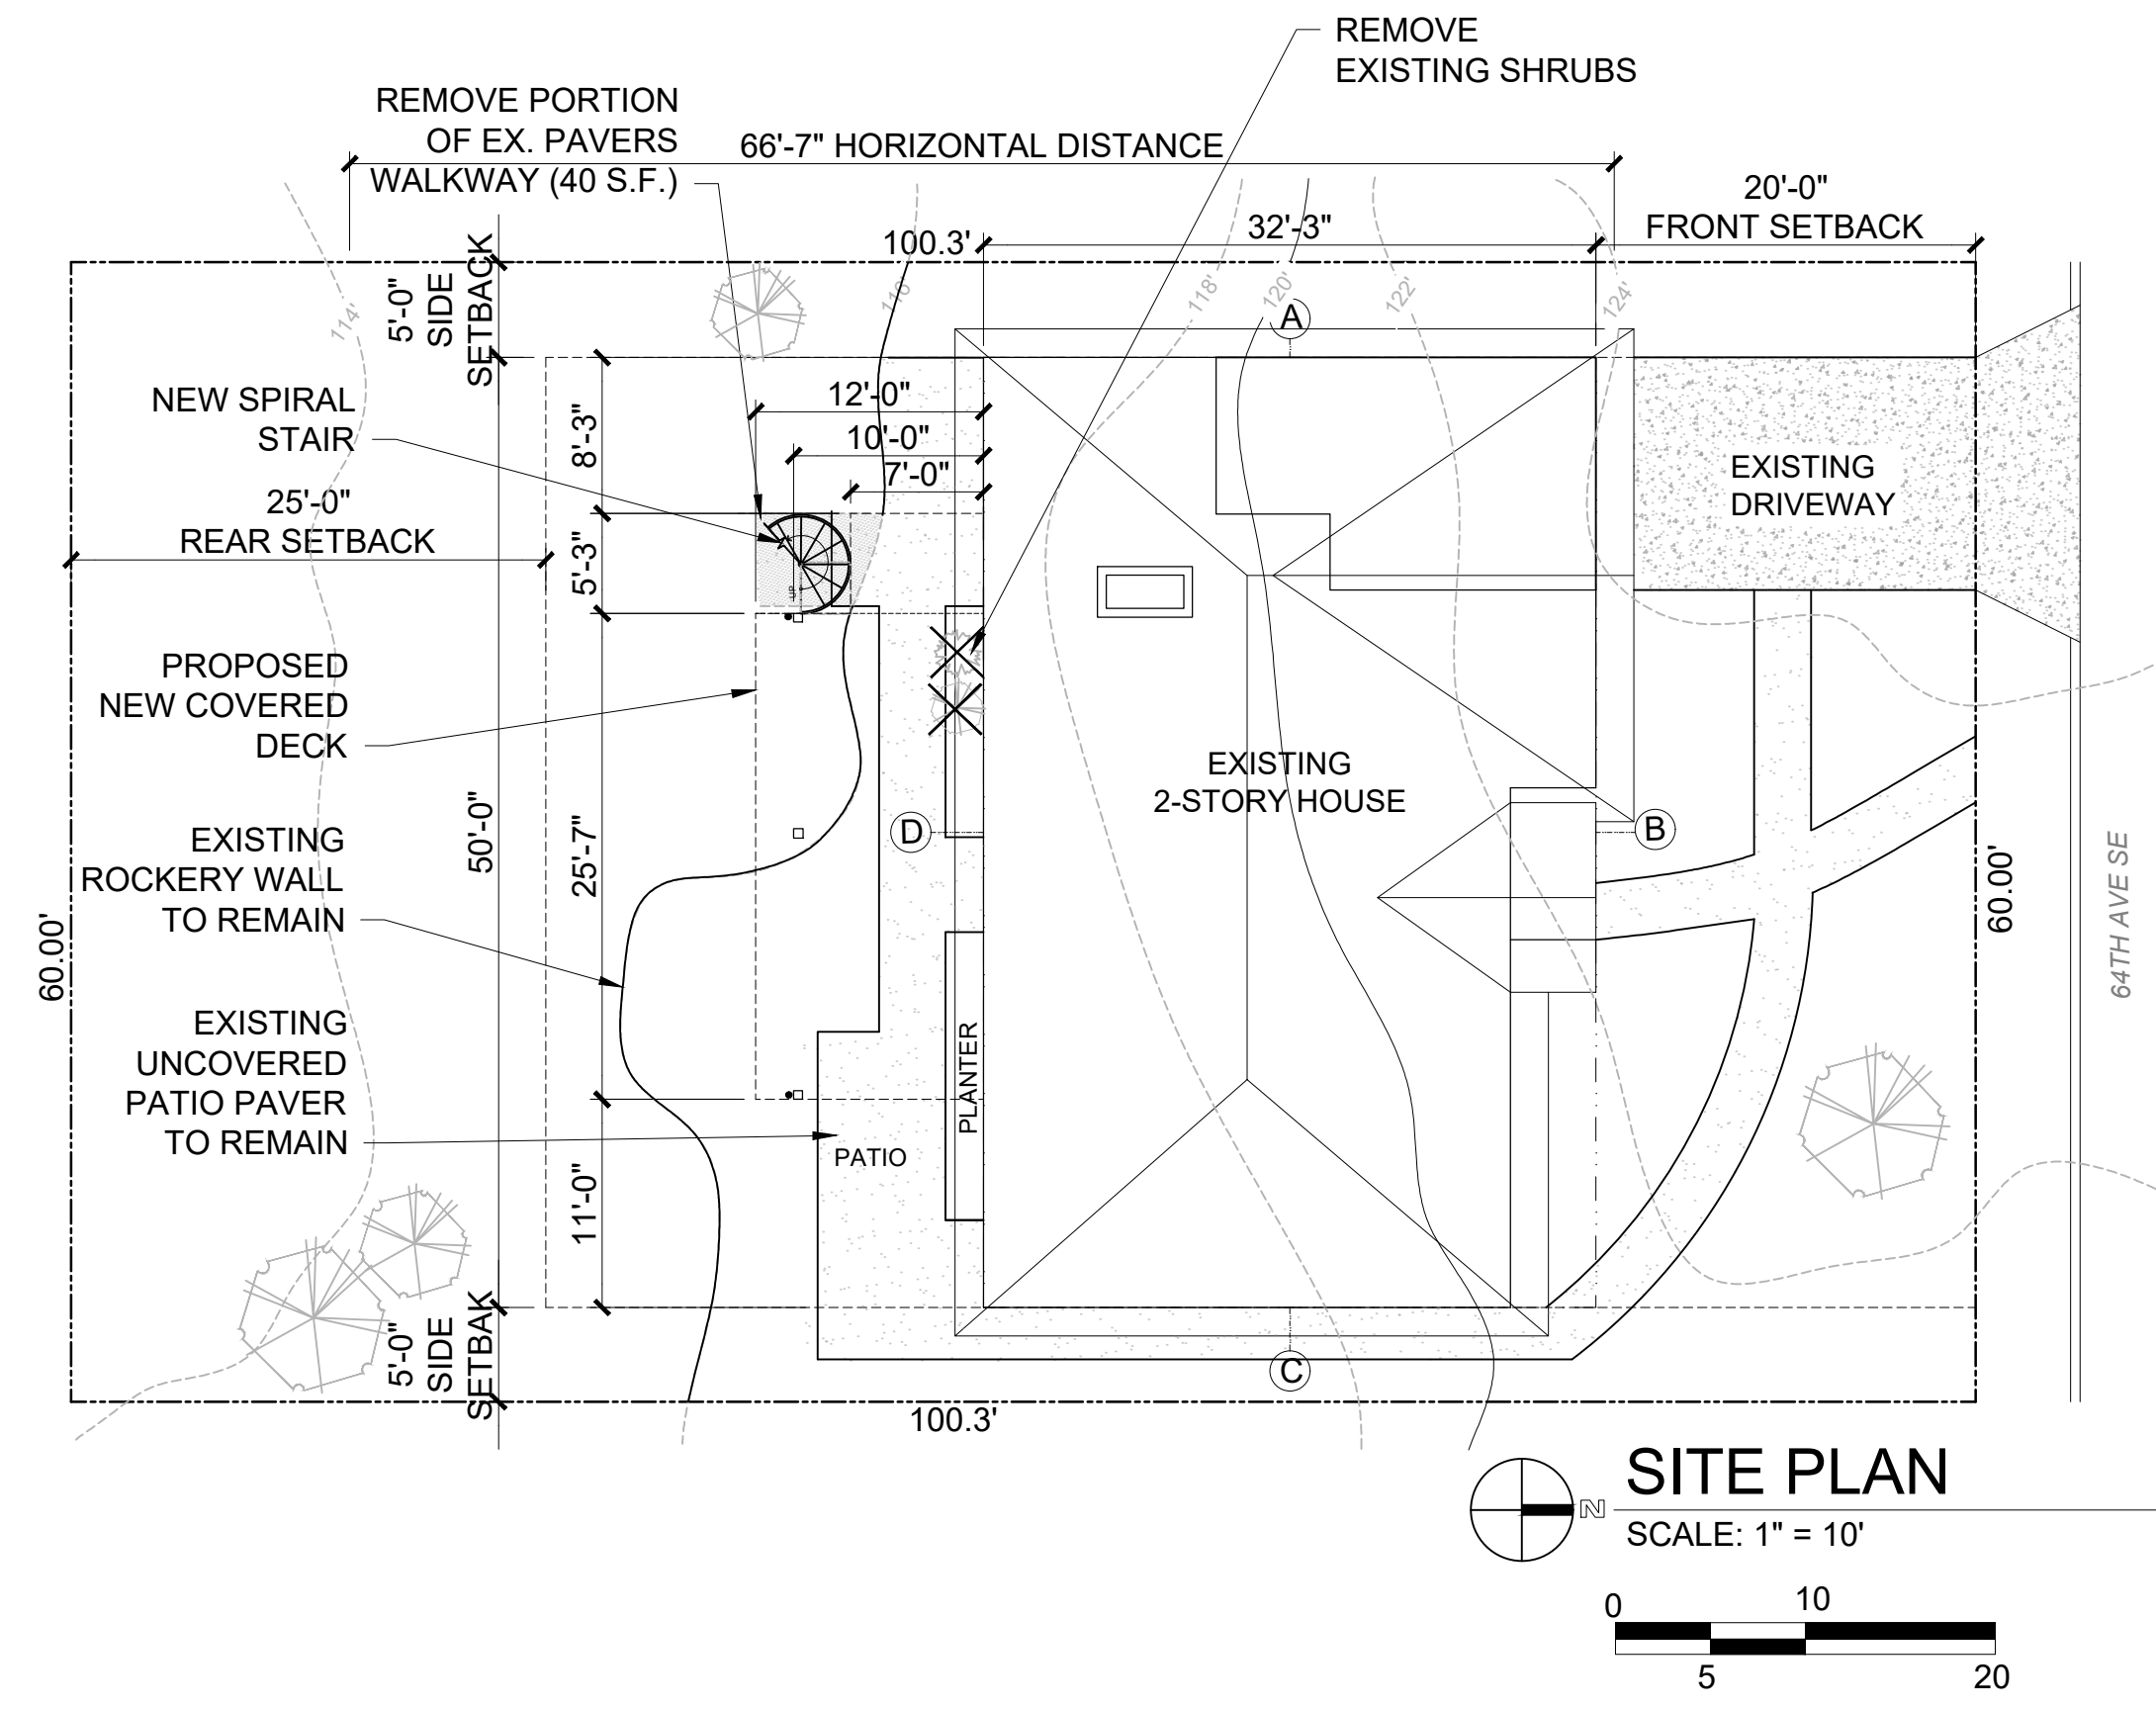 REMOVE
EXISTING SHRUBS
REMOVE PORTION
OF EX. PAVERS
WALKWAY (40 S.F.)
66'-7" HORIZONTAL DISTANCE
20'-0"
FRONT SETBACK
32'-3"
100.3'
5'-0"
SIDE
SETBACK
114'
116'
118'
120'
122'
124'
A
NEW SPIRAL
STAIR
8'-3"
12'-0"
10'-0"
7'-0"
EXISTING
DRIVEWAY
25'-0"
REAR SETBACK
5'-3"
UP
PROPOSED
NEW COVERED
DECK
EXISTING
2-STORY HOUSE
50'-0"
25'-7"
D
B
EXISTING
ROCKERY WALL
TO REMAIN
60.00'
60.00'
64TH AVE SE
EXISTING
UNCOVERED
PATIO PAVER
TO REMAIN
PLANTER
PATIO
11'-0"
5'-0"
SIDE
SETBAK
C
100.3'
N
SITE PLAN
SCALE: 1" = 10'
0
10
5
20